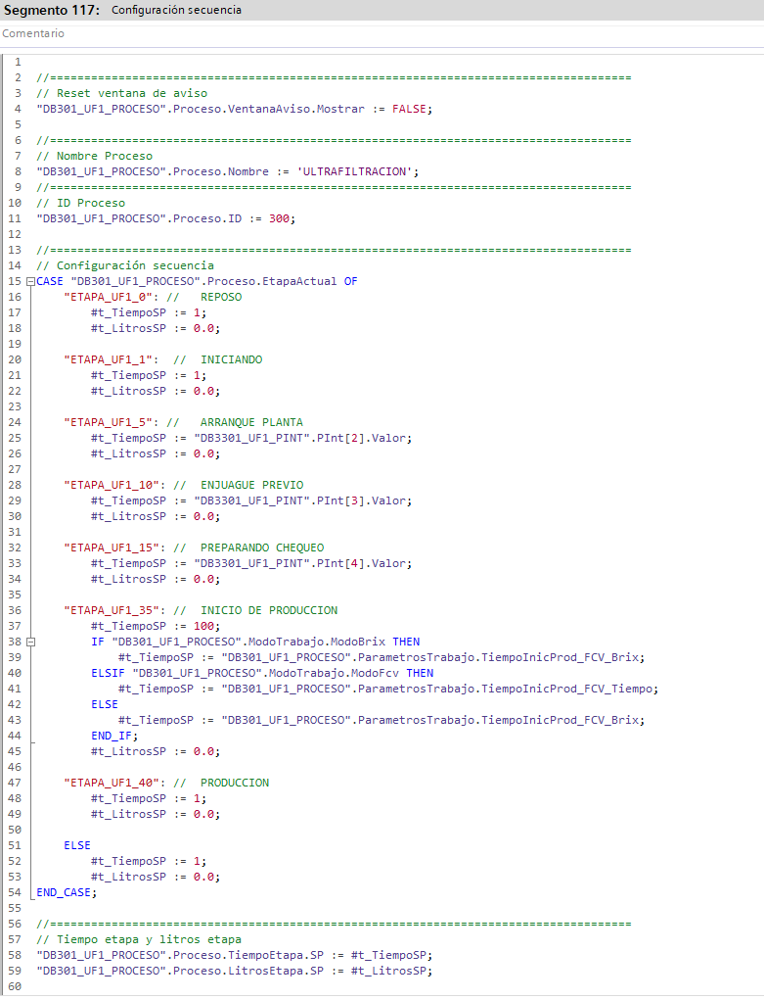 Segmento 117: Configuración secuencia
Comentario
1
2 //=====================================================================================
3 // Reset ventana de aviso
4 "DB301_UF1_PROCESO".Proceso.VentanaAviso.Mostrar := FALSE;
5
6 //=====================================================================================
7 // Nombre Proceso
8 "DB301_UF1_PROCESO".Proceso.Nombre := 'ULTRAFILTRACION';
9 //=====================================================================================
10 // ID Proceso
11 "DB301_UF1_PROCESO".Proceso.ID := 300;
12
13 //=====================================================================================
14 // Configuración secuencia
15 CASE "DB301_UF1_PROCESO".Proceso.EtapaActual OF
16 "ETAPA_UF1_0": // REPOSO
17 #t_TiempoSP := 1;
18 #t_LitrosSP := 0.0;
19
20 "ETAPA_UF1_1": // INICIANDO
21 #t_TiempoSP := 1;
22 #t_LitrosSP := 0.0;
23
24 "ETAPA_UF1_5": // ARRANQUE PLANTA
25 #t_TiempoSP := "DB3301_UF1_PINT".PInt[2].Valor;
26 #t_LitrosSP := 0.0;
27
28 "ETAPA_UF1_10": // ENJUAGUE PREVIO
29 #t_TiempoSP := "DB3301_UF1_PINT".PInt[3].Valor;
30 #t_LitrosSP := 0.0;
31
32 "ETAPA_UF1_15": // PREPARANDO CHEQUEO
33 #t_TiempoSP := "DB3301_UF1_PINT".PInt[4].Valor;
34 #t_LitrosSP := 0.0;
35
36 "ETAPA_UF1_35": // INICIO DE PRODUCCION
37 #t_TiempoSP := 100;
38 IF "DB301_UF1_PROCESO".ModoTrabajo.ModoBrix THEN
39 #t_TiempoSP := "DB301_UF1_PROCESO".ParametrosTrabajo.TiempoInicProd_FCV_Brix;
40 ELSIF "DB301_UF1_PROCESO".ModoTrabajo.ModoFcv THEN
41 #t_TiempoSP := "DB301_UF1_PROCESO".ParametrosTrabajo.TiempoInicProd_FCV_Tiempo;
42 ELSE
43 #t_TiempoSP := "DB301_UF1_PROCESO".ParametrosTrabajo.TiempoInicProd_FCV_Brix;
44 END_IF;
45 #t_LitrosSP := 0.0;
46
47 "ETAPA_UF1_40": // PRODUCCION
48 #t_TiempoSP := 1;
49 #t_LitrosSP := 0.0;
50
51 ELSE
52 #t_TiempoSP := 1;
53 #t_LitrosSP := 0.0;
54 END_CASE;
55
56 //=====================================================================================
57 // Tiempo etapa y litros etapa
58 "DB301_UF1_PROCESO".Proceso.TiempoEtapa.SP := #t_TiempoSP;
59 "DB301_UF1_PROCESO".Proceso.LitrosEtapa.SP := #t_LitrosSP;
60